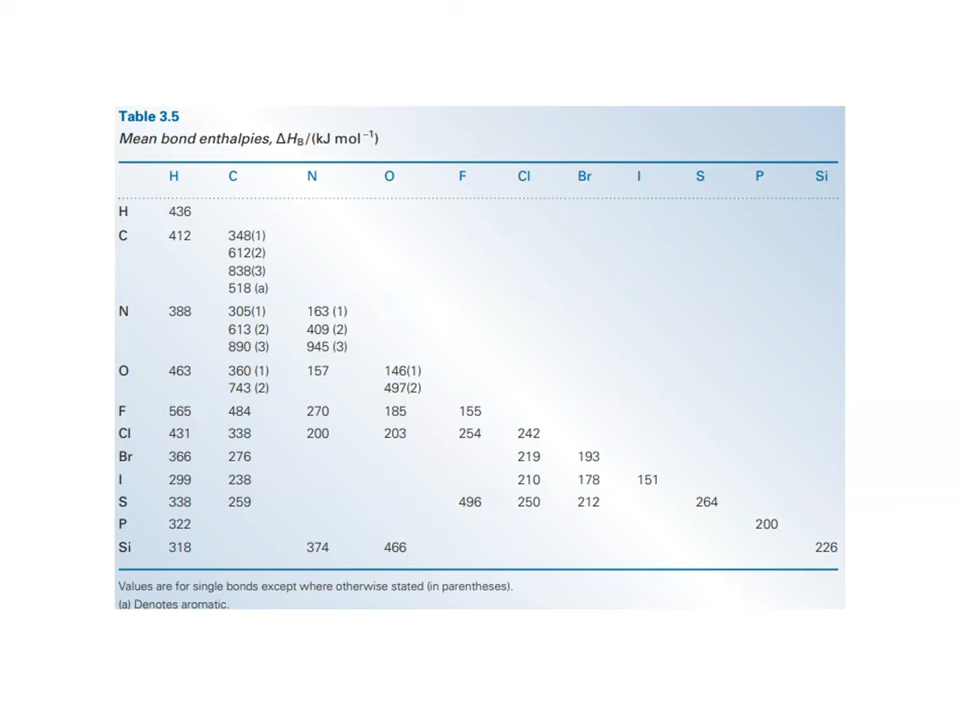 Table 3.5
Mean bond enthalpies, ΔHB/(kJ mol⁻¹)
H C N O F Cl Br I S P Si
H 436
C 412 348(1)
612(2)
838(3)
518 (a)
N 388 305(1) 163 (1)
613 (2) 409 (2)
890 (3) 945 (3)
O 463 360 (1) 157 146(1)
743 (2) 497(2)
F 565 484 270 185 155
Cl 431 338 200 203 254 242
Br 366 276 219 193
I 299 238 210 178 151
S 338 259 496 250 212 264
P 322 200
Si 318 374 466 226
Values are for single bonds except where otherwise stated (in parentheses).
(a) Denotes aromatic.